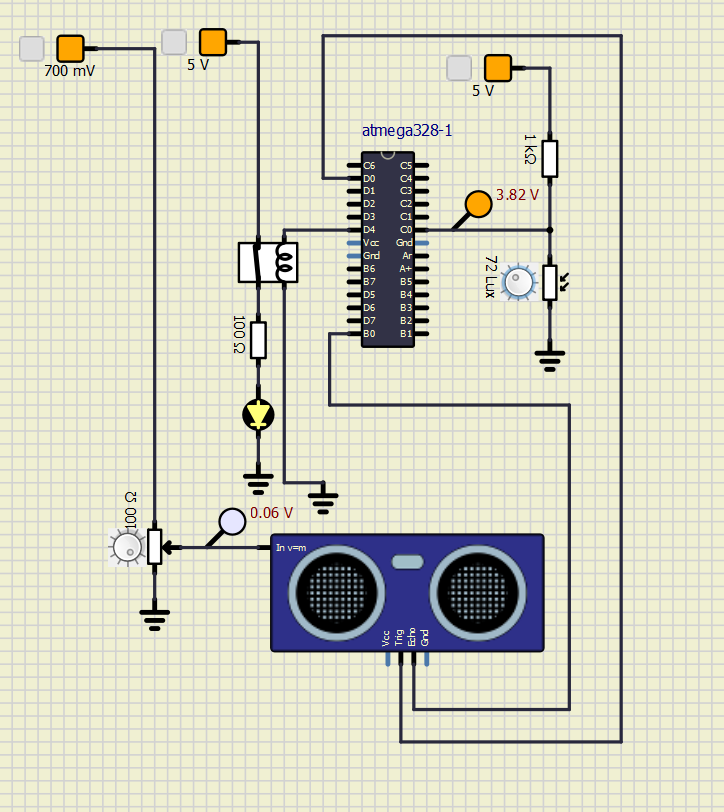 700 mV
5 V
5 V
atmega328-1
1 kΩ
3.82 V
C6 C5
D0 C4
D1 C3
D2 C2
D3 C1
D4 C0
Vcc Gnd
Gnd Ar
B6 A+
B7 B5
D5 B4
D6 B3
D7 B2
B0 B1
72 Lux
100 Ω
100 Ω
0.06 V
In v=m
Vcc
Trig
Echo
Gnd